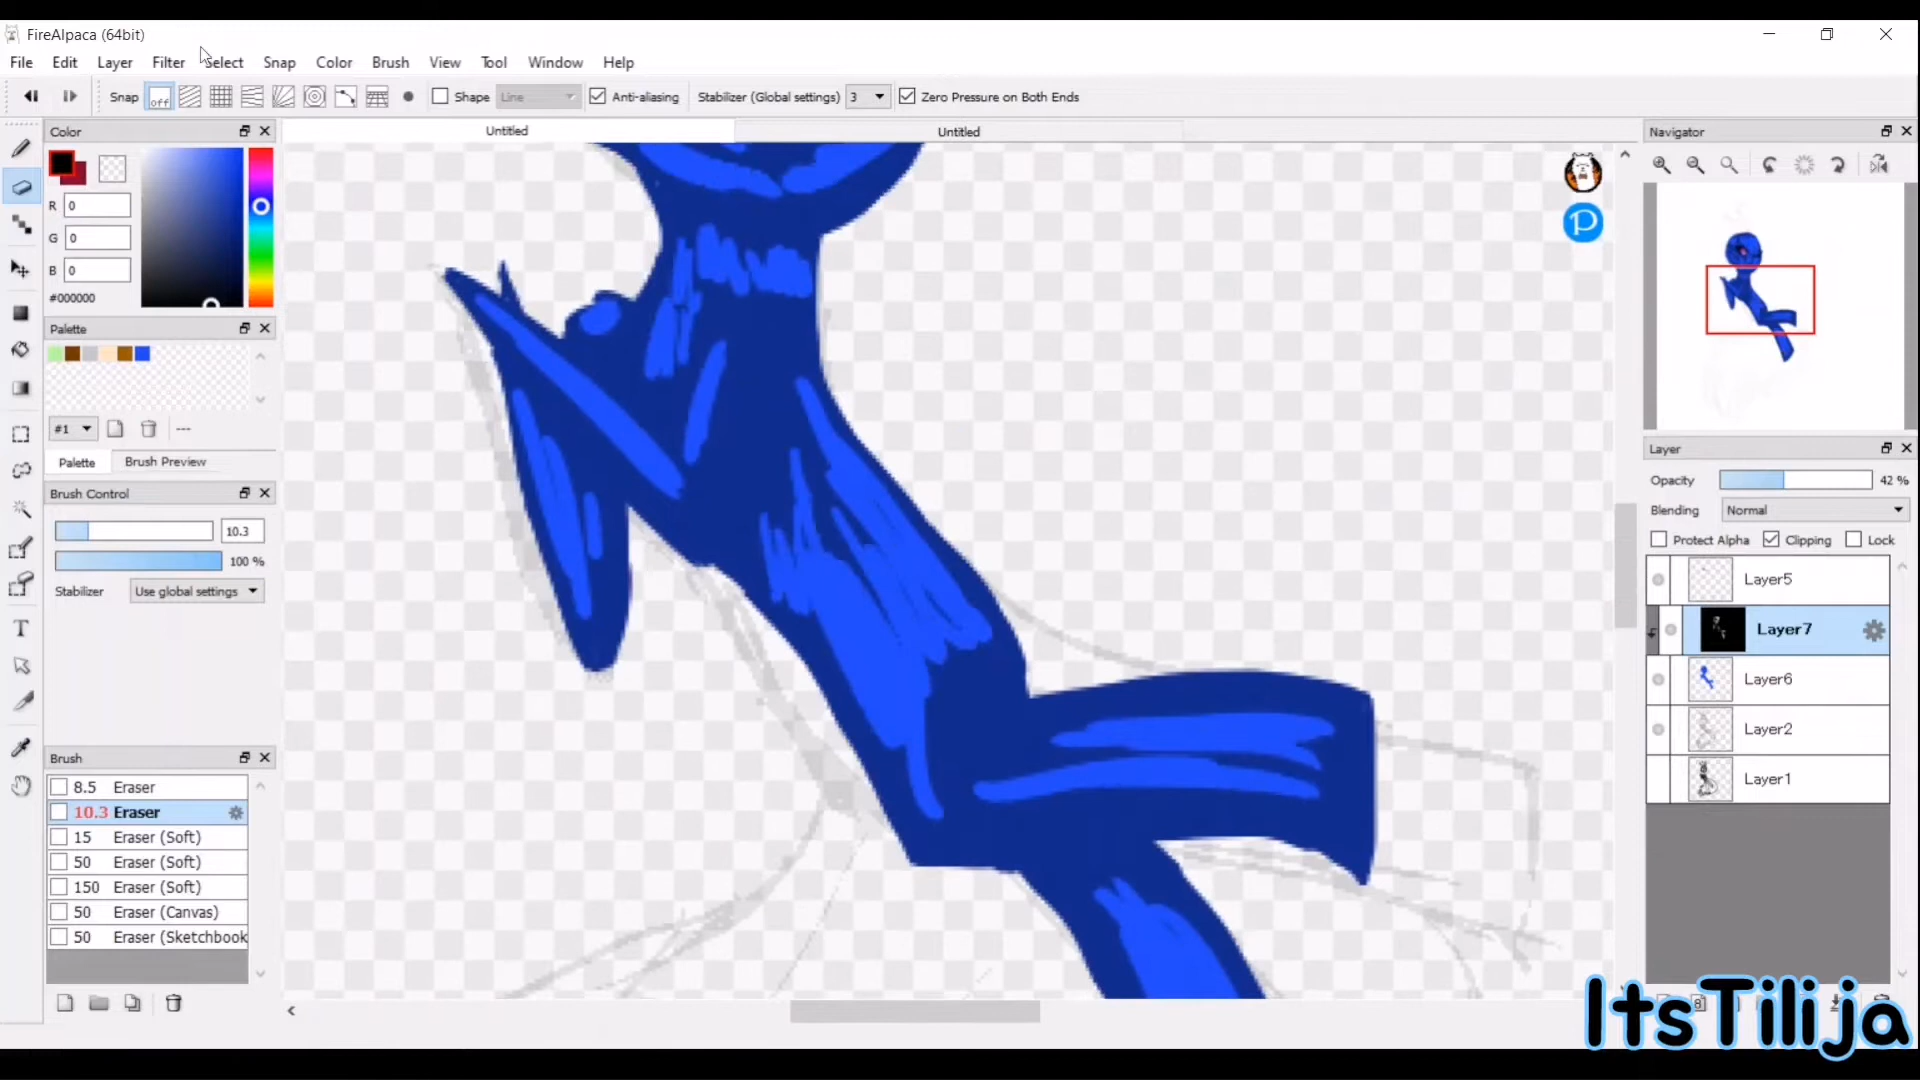 FireAlpaca (64bit)
File Edit Layer Filter Select Snap Color Brush View Tool Window Help
Snap off Shape Line Anti-aliasing Stabilizer (Global settings) 3 Zero Pressure on Both Ends
Color
R 0
G 0
B 0
#000000
Palette
#1 ---
Palette Brush Preview
Brush Control
10.3
100 %
Stabilizer Use global settings
Brush
8.5 Eraser
10.3 Eraser
15 Eraser (Soft)
50 Eraser (Soft)
150 Eraser (Soft)
50 Eraser (Canvas)
50 Eraser (Sketchbook
Untitled Untitled
P
Navigator
Layer
Opacity 42 %
Blending Normal
Protect Alpha Clipping Lock
Layer5
Layer7
Layer6
Layer2
Layer1
ItsTilija